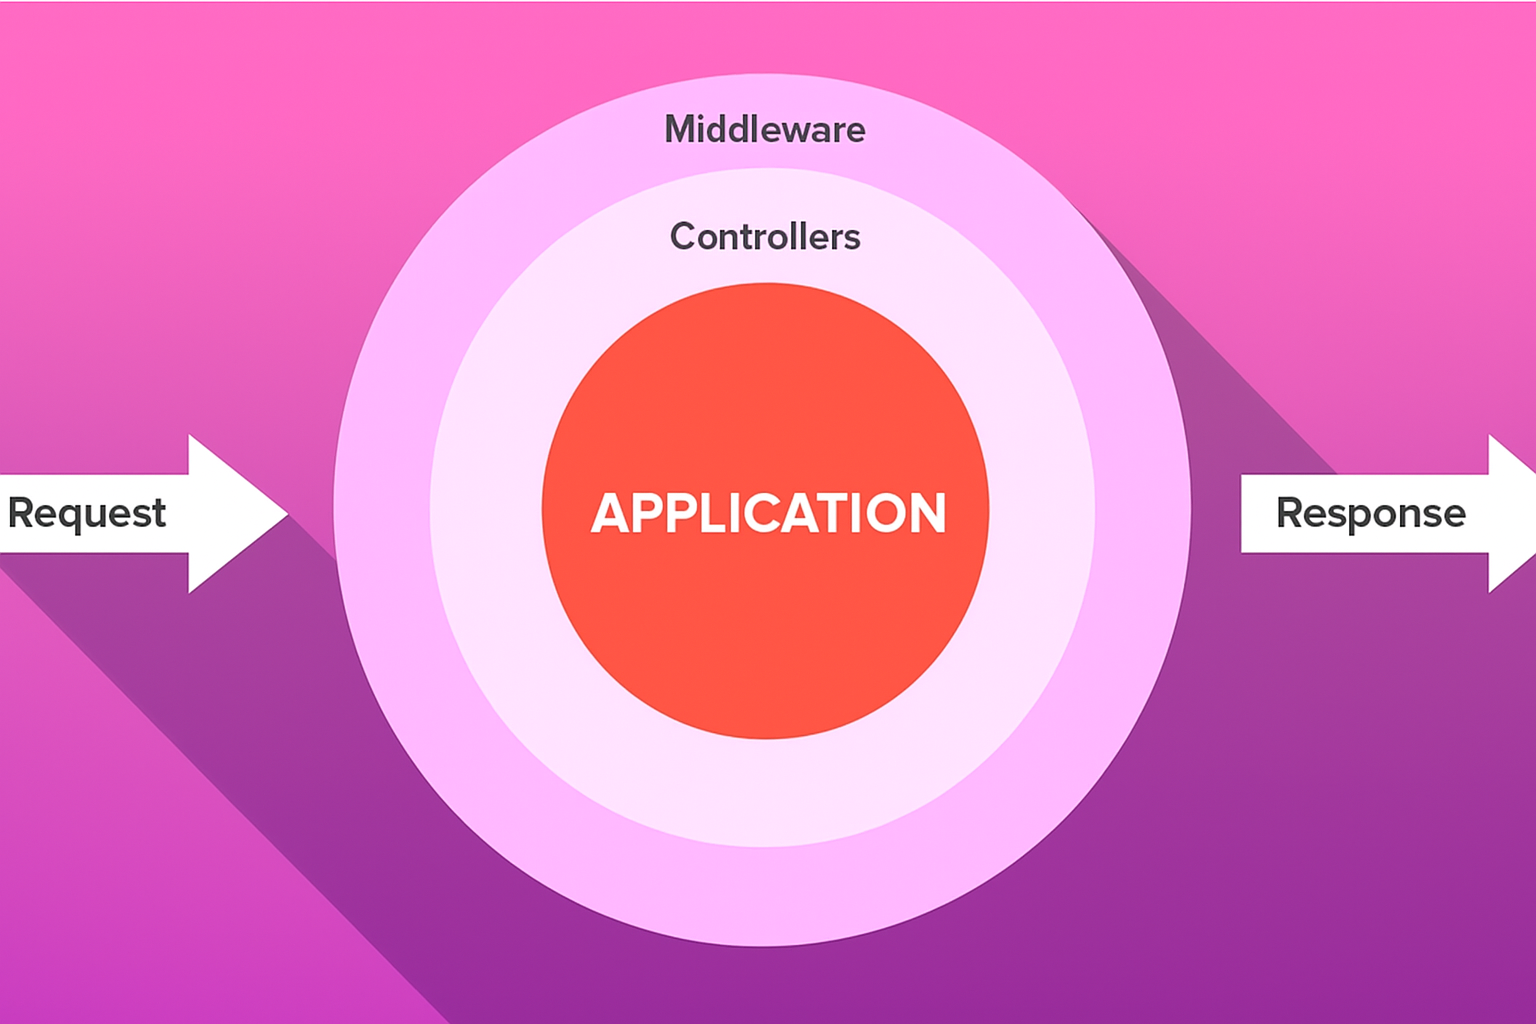 Middleware
Controllers
Request
APPLICATION
Response